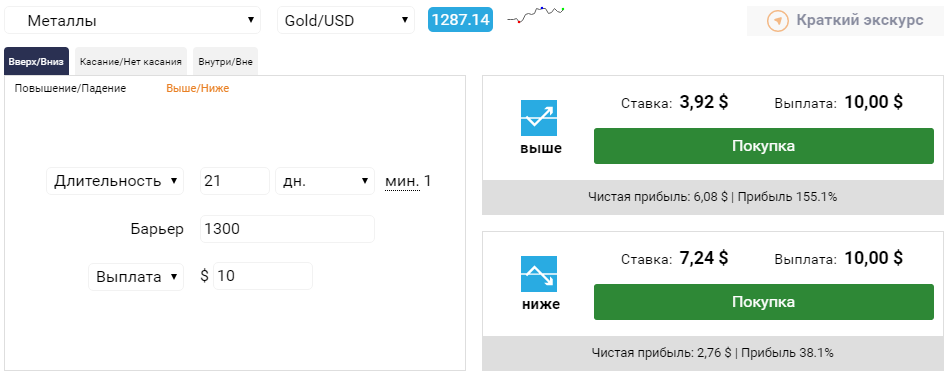 Металлы Gold/USD 1287.14 Краткий экскурс
Вверх/Вниз Касание/Нет касания Внутри/Вне
Повышение/Падение Выше/Ниже
Длительность 21 дн. мин. 1
Барьер 1300
Выплата $ 10
Ставка: 3,92 $ Выплата: 10,00 $
выше Покупка
Чистая прибыль: 6,08 $ | Прибыль 155.1%
Ставка: 7,24 $ Выплата: 10,00 $
ниже Покупка
Чистая прибыль: 2,76 $ | Прибыль 38.1%